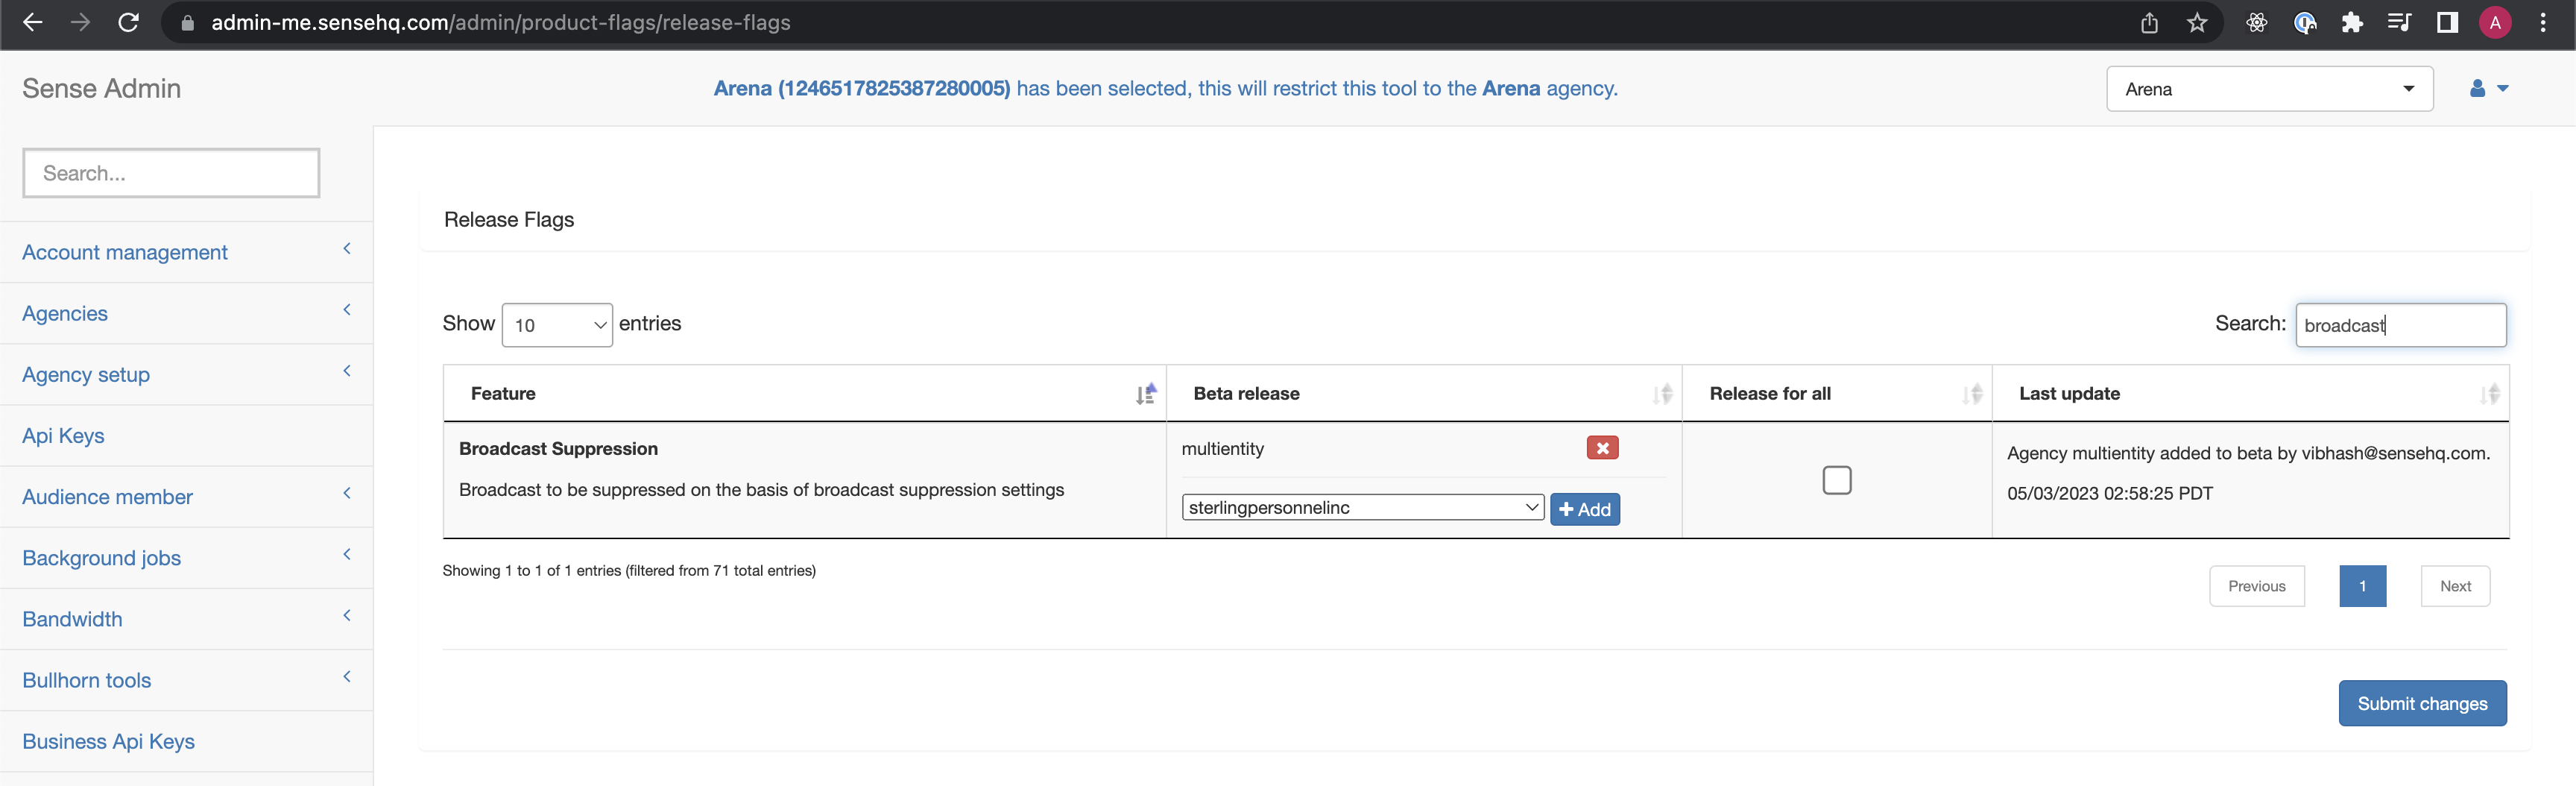 admin-me.sensehq.com/admin/product-flags/release-flags
A
Sense Admin
Arena (1246517825387280005) has been selected, this will restrict this tool to the Arena agency.
Arena
Search...
Account management
Agencies
Agency setup
Api Keys
Audience member
Background jobs
Bandwidth
Bullhorn tools
Business Api Keys
Release Flags
Show 10 entries
Search: broadcast
Feature
Beta release
Release for all
Last update
Broadcast Suppression
Broadcast to be suppressed on the basis of broadcast suppression settings
multientity
sterlingpersonnelinc
Add
Agency multientity added to beta by vibhash@sensehq.com.
05/03/2023 02:58:25 PDT
Showing 1 to 1 of 1 entries (filtered from 71 total entries)
Previous
1
Next
Submit changes